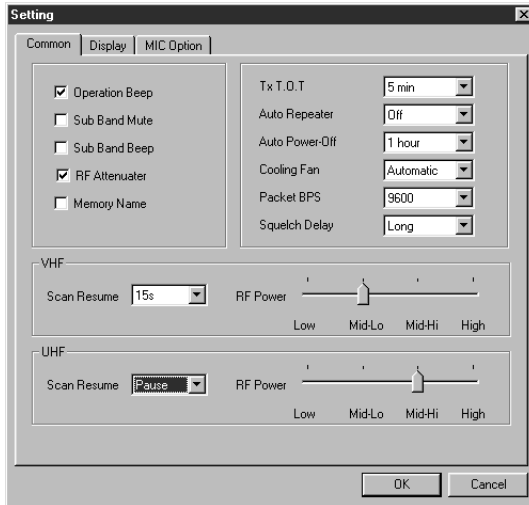 Setting
Common Display MIC Option
Operation Beep
Sub Band Mute
Sub Band Beep
RF Attenuater
Memory Name
Tx T.O.T 5 min
Auto Repeater Off
Auto Power-Off 1 hour
Cooling Fan Automatic
Packet BPS 9600
Squelch Delay Long
VHF
Scan Resume 15s RF Power
Low Mid-Lo Mid-Hi High
UHF
Scan Resume Pause RF Power
Low Mid-Lo Mid-Hi High
OK Cancel